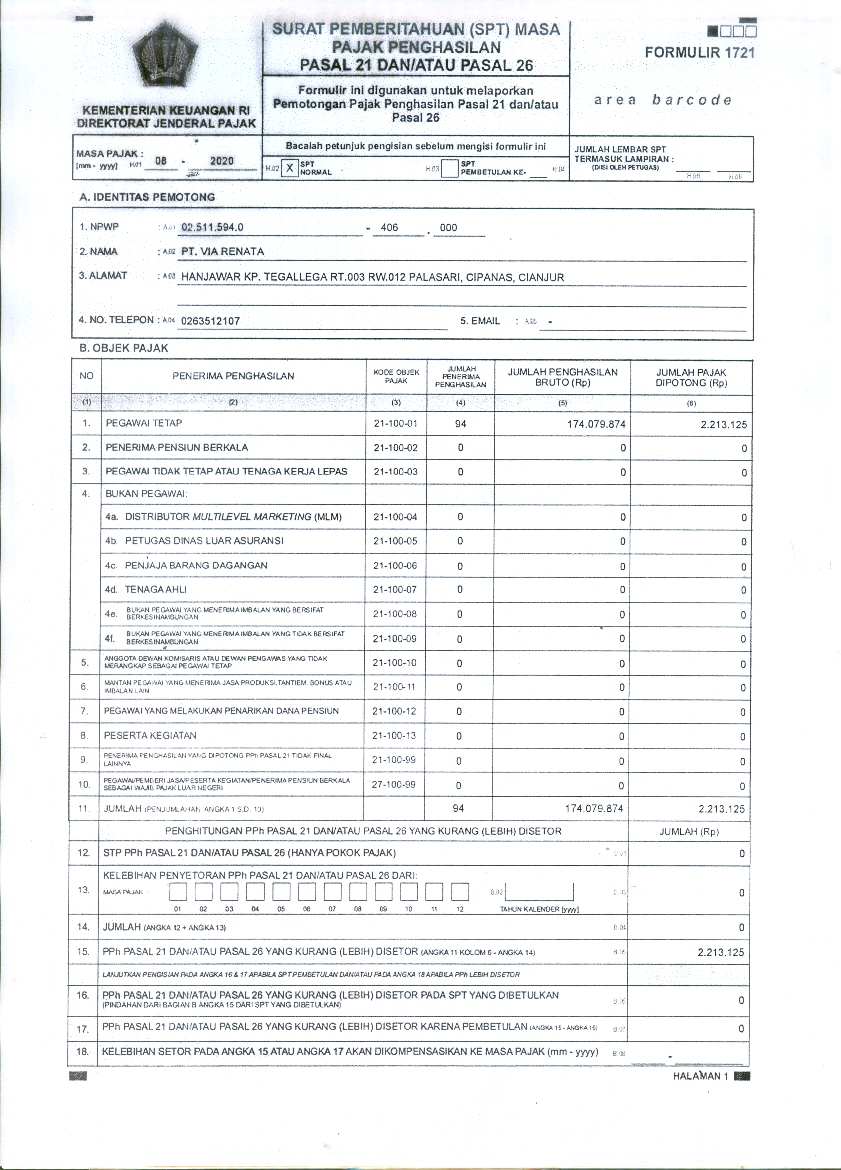 SURAT PEMBERITAHUAN (SPT) MASA
PAJAK PENGHASILAN
PASAL 21 DAN/ATAU PASAL 26
FORMULIR 1721
Formulir ini digunakan untuk melaporkan
Pemotongan Pajak Penghasilan Pasal 21 dan/atau
Pasal 26
area barcode
KEMENTERIAN KEUANGAN RI
DIREKTORAT JENDERAL PAJAK
Bacalah petunjuk pengisian sebelum mengisi formulir ini
MASA PAJAK :
[mm - yyyy] H.01 08 - 2020
H.02 X SPT NORMAL
H.03 SPT PEMBETULAN KE- H.04
JUMLAH LEMBAR SPT
TERMASUK LAMPIRAN :
(DIISI OLEH PETUGAS)
H.05 H.06
A. IDENTITAS PEMOTONG
1. NPWP : A.01 02.511.594.0 - 406 . 000
2. NAMA : A.02 PT. VIA RENATA
3. ALAMAT : A.03 HANJAWAR KP. TEGALLEGA RT.003 RW.012 PALASARI, CIPANAS, CIANJUR
4. NO. TELEPON : A.04 0263512107 5. EMAIL : A.05 -
B. OBJEK PAJAK
NO PENERIMA PENGHASILAN KODE OBJEK PAJAK JUMLAH PENERIMA PENGHASILAN JUMLAH PENGHASILAN BRUTO (Rp) JUMLAH PAJAK DIPOTONG (Rp)
(1) (2) (3) (4) (5) (6)
1. PEGAWAI TETAP 21-100-01 94 174.079.874 2.213.125
2. PENERIMA PENSIUN BERKALA 21-100-02 0 0 0
3. PEGAWAI TIDAK TETAP ATAU TENAGA KERJA LEPAS 21-100-03 0 0 0
4. BUKAN PEGAWAI:
4a. DISTRIBUTOR MULTILEVEL MARKETING (MLM) 21-100-04 0 0 0
4b. PETUGAS DINAS LUAR ASURANSI 21-100-05 0 0 0
4c. PENJAJA BARANG DAGANGAN 21-100-06 0 0 0
4d. TENAGA AHLI 21-100-07 0 0 0
4e. BUKAN PEGAWAI YANG MENERIMA IMBALAN YANG BERSIFAT BERKESINAMBUNGAN 21-100-08 0 0 0
4f. BUKAN PEGAWAI YANG MENERIMA IMBALAN YANG TIDAK BERSIFAT BERKESINAMBUNGAN 21-100-09 0 0 0
5. ANGGOTA DEWAN KOMISARIS ATAU DEWAN PENGAWAS YANG TIDAK MERANGKAP SEBAGAI PEGAWAI TETAP 21-100-10 0 0 0
6. MANTAN PEGAWAI YANG MENERIMA JASA PRODUKSI, TANTIEM, BONUS ATAU IMBALAN LAIN 21-100-11 0 0 0
7. PEGAWAI YANG MELAKUKAN PENARIKAN DANA PENSIUN 21-100-12 0 0 0
8. PESERTA KEGIATAN 21-100-13 0 0 0
9. PENERIMA PENGHASILAN YANG DIPOTONG PPh PASAL 21 TIDAK FINAL LAINNYA 21-100-99 0 0 0
10. PEGAWAI/PEMBERI JASA/PESERTA KEGIATAN/PENERIMA PENSIUN BERKALA SEBAGAI WAJIB PAJAK LUAR NEGERI 27-100-99 0 0 0
11. JUMLAH (PENJUMLAHAN ANGKA 1 S.D. 10) 94 174.079.874 2.213.125
PENGHITUNGAN PPh PASAL 21 DAN/ATAU PASAL 26 YANG KURANG (LEBIH) DISETOR JUMLAH (Rp)
12. STP PPh PASAL 21 DAN/ATAU PASAL 26 (HANYA POKOK PAJAK) B.01 0
13. KELEBIHAN PENYETORAN PPh PASAL 21 DAN/ATAU PASAL 26 DARI:
MASA PAJAK : B.02 B.03 0
01 02 03 04 05 06 07 08 09 10 11 12 TAHUN KALENDER [yyyy]
14. JUMLAH (ANGKA 12 + ANGKA 13) B.04 0
15. PPh PASAL 21 DAN/ATAU PASAL 26 YANG KURANG (LEBIH) DISETOR (ANGKA 11 KOLOM 6 - ANGKA 14) B.05 2.213.125
LANJUTKAN PENGISIAN PADA ANGKA 16 & 17 APABILA SPT PEMBETULAN DAN/ATAU PADA ANGKA 18 APABILA PPh LEBIH DISETOR
16. PPh PASAL 21 DAN/ATAU PASAL 26 YANG KURANG (LEBIH) DISETOR PADA SPT YANG DIBETULKAN
(PINDAHAN DARI BAGIAN B ANGKA 15 DARI SPT YANG DIBETULKAN) B.06 0
17. PPh PASAL 21 DAN/ATAU PASAL 26 YANG KURANG (LEBIH) DISETOR KARENA PEMBETULAN (ANGKA 15 - ANGKA 16) B.07 0
18. KELEBIHAN SETOR PADA ANGKA 15 ATAU ANGKA 17 AKAN DIKOMPENSASIKAN KE MASA PAJAK (mm - yyyy) B.08 -
HALAMAN 1